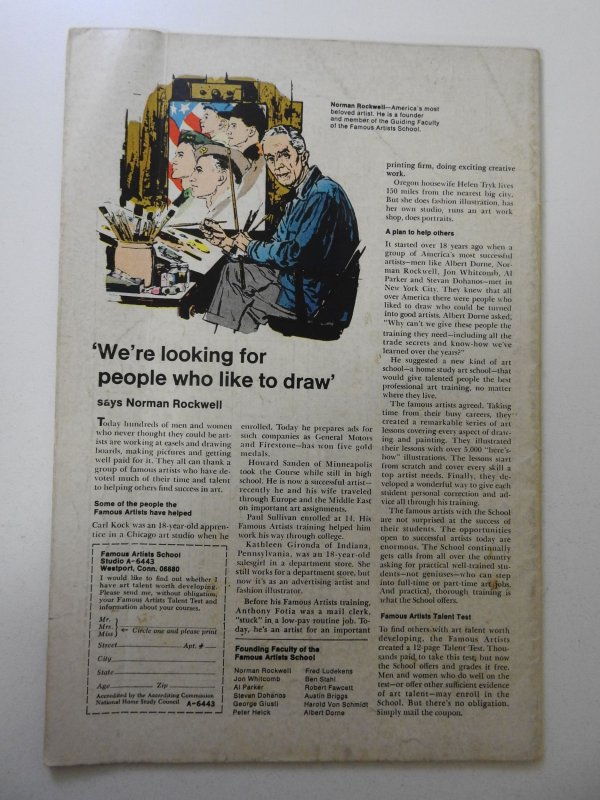 Norman Rockwell—America's most
beloved artist. He is a founder
and member of the Guiding Faculty
of the Famous Artists School.
'We're looking for
people who like to draw'
says Norman Rockwell
Today hundreds of men and women
who never thought they could be art-
ists are working at easels and drawing
boards, making pictures and getting
well paid for it. They all can thank a
group of famous artists who have de-
voted much of their time and talent
to helping others find success in art.
Some of the people the
Famous Artists have helped
Carl Kock was an 18-year-old appren-
tice in a Chicago art studio when he
enrolled. Today he prepares ads for
such companies as General Motors
and Firestone—has won five gold
medals.
Howard Sanden of Minneapolis
took the Course while still in high
school. He is now a successful artist—
recently he and his wife traveled
through Europe and the Middle East
on important art assignments.
Paul Sullivan enrolled at 14. His
Famous Artists training helped him
work his way through college.
Kathleen Gironda of Indiana,
Pennsylvania, was an 18-year-old
salesgirl in a department store. She
still works for a department store, but
now it's as an advertising artist and
fashion illustrator.
Before his Famous Artists training,
Anthony Fotia was a mail clerk,
"stuck" in a low-pay routine job. To-
day, he's an artist for an important
printing firm, doing exciting creative
work.
Oregon housewife Helen Tryk lives
150 miles from the nearest big city.
But she does fashion illustration, has
her own studio, runs an art work
shop, does portraits.
A plan to help others
It started over 18 years ago when a
group of America's most successful
artists—men like Albert Dorne, Nor-
man Rockwell, Jon Whitcomb, Al
Parker and Stevan Dohanos—met in
New York City. They knew that all
over America there were people who
liked to draw who could be turned
into good artists. Albert Dorne asked,
"Why can't we give these people the
training they need—including all the
trade secrets and know-how we've
learned over the years?"
He suggested a new kind of art
school—a home study art school—that
would give talented people the best
professional art training, no matter
where they live.
The famous artists agreed. Taking
time from their busy careers, they
created a remarkable series of art
lessons covering every aspect of draw-
ing and painting. They illustrated
their lessons with over 5,000 "here's-
how" illustrations. The lessons start
from scratch and cover every skill a
top artist needs. Finally, they de-
veloped a wonderful way to give each
student personal correction and ad-
vice all through his training.
The famous artists with the School
are not surprised at the success of
their students. The opportunities
open to successful artists today are
enormous. The School continually
gets calls from all over the country
asking for practical well-trained stu-
dents—not geniuses—who can step
into full-time or part-time art jobs.
And practical, thorough training is
what the School offers.
Famous Artists Talent Test
To find others with art talent worth
developing, the Famous Artists
created a 12-page Talent Test. Thou-
sands paid to take this test, but now
the School offers and grades it free.
Men and women who do well on the
test—or offer other sufficient evidence
of art talent—may enroll in the
School. But there's no obligation.
Simply mail the coupon.
Famous Artists School
Studio A-6443
Westport, Conn. 06880
I would like to find out whether I
have art talent worth developing.
Please send me, without obligation,
your Famous Artists Talent Test and
information about your courses.
Mr.
Mrs. ← Circle one and please print
Miss
Street Apt. #
City
State
Age Zip
Accredited by the Accrediting Commission
National Home Study Council A-6443
Founding Faculty of the
Famous Artists School
Norman Rockwell Fred Ludekens
Jon Whitcomb Ben Stahl
Al Parker Robert Fawcett
Stevan Dohanos Austin Briggs
George Giusti Harold Von Schmidt
Peter Helck Albert Dorne